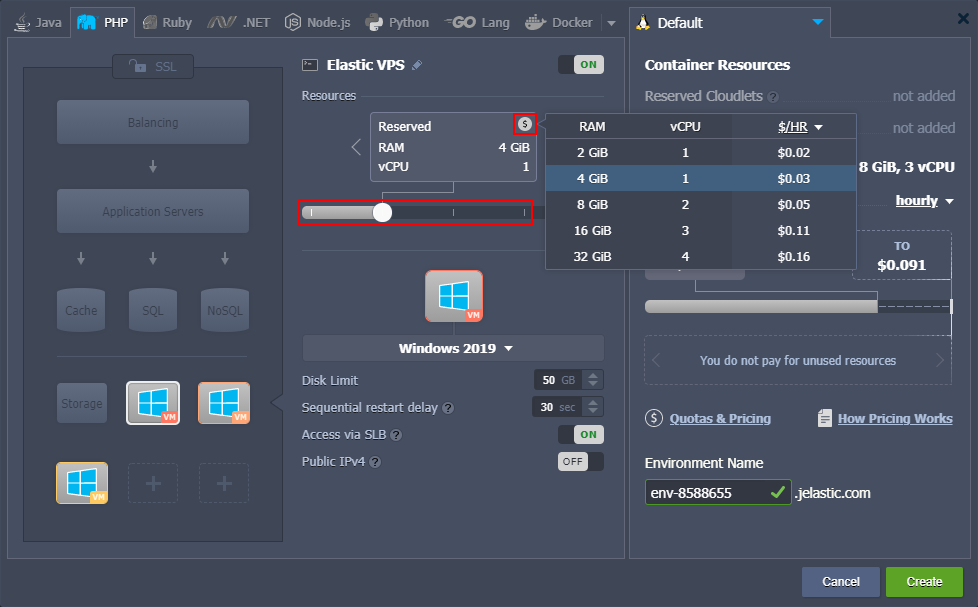 Java
PHP
Ruby
.NET
Node.js
Python
GO Lang
Docker
Default
SSL
Balancing
Application Servers
Cache
SQL
NoSQL
Storage
VM
VM
VM
Elastic VPS
ON
Resources
Reserved
$
RAM 4 GiB
vCPU 1
RAM vCPU $/HR
2 GiB 1 $0.02
4 GiB 1 $0.03
8 GiB 2 $0.05
16 GiB 3 $0.11
32 GiB 4 $0.16
VM
Windows 2019
Disk Limit 50 GB
Sequential restart delay ? 30 sec
Access via SLB ? ON
Public IPv4 ? OFF
Container Resources
Reserved Cloudlets ? not added
not added
8 GiB, 3 vCPU
hourly
TO
$0.091
You do not pay for unused resources
$ Quotas & Pricing
How Pricing Works
Environment Name
env-8588655 .jelastic.com
Cancel
Create